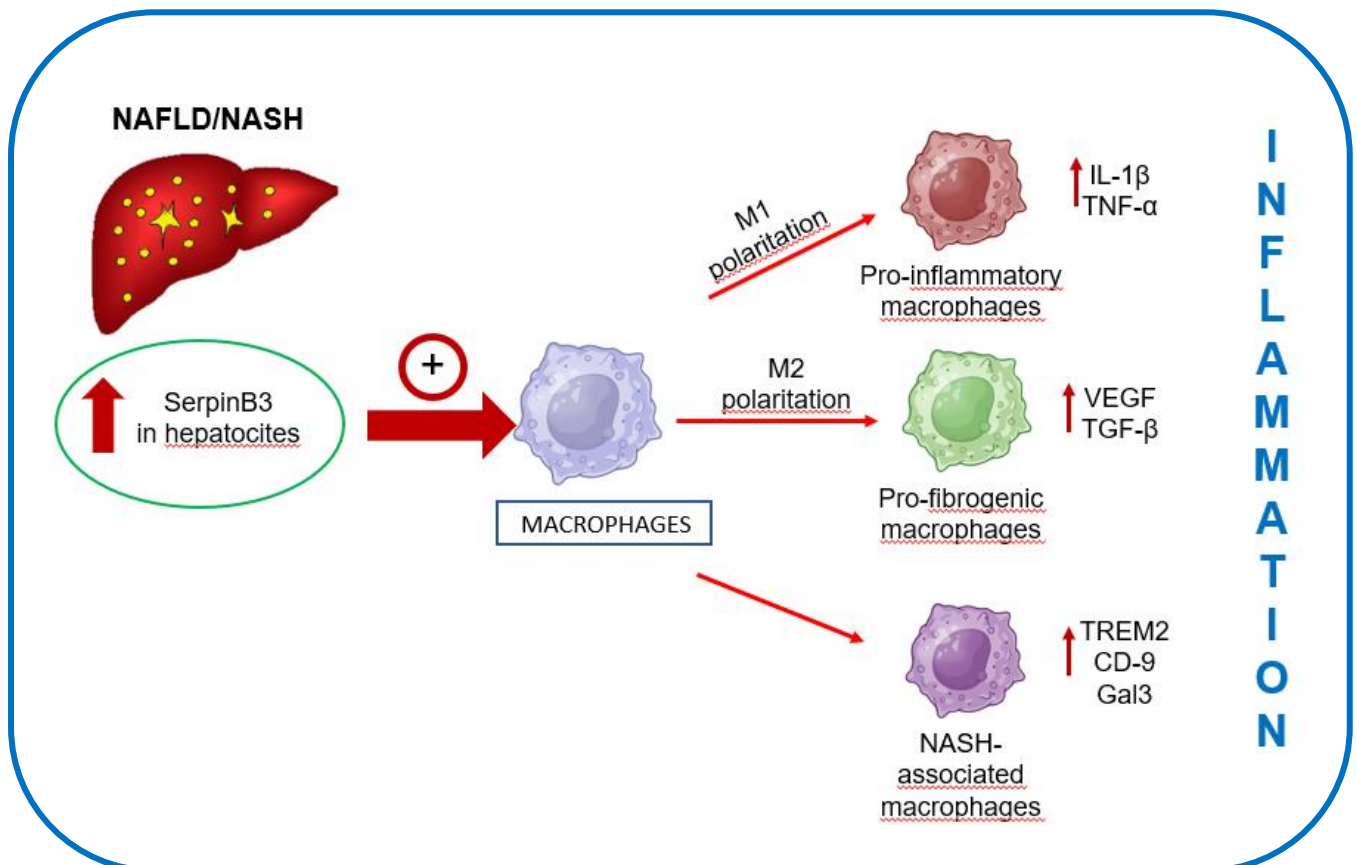 NAFLD/NASH
SerpinB3
in hepatocites
+
MACROPHAGES
M1
polaritation
Pro-inflammatory
macrophages
IL-1β
TNF-α
M2
polaritation
Pro-fibrogenic
macrophages
VEGF
TGF-β
NASH-
associated
macrophages
TREM2
CD-9
Gal3
INFLAMMATION